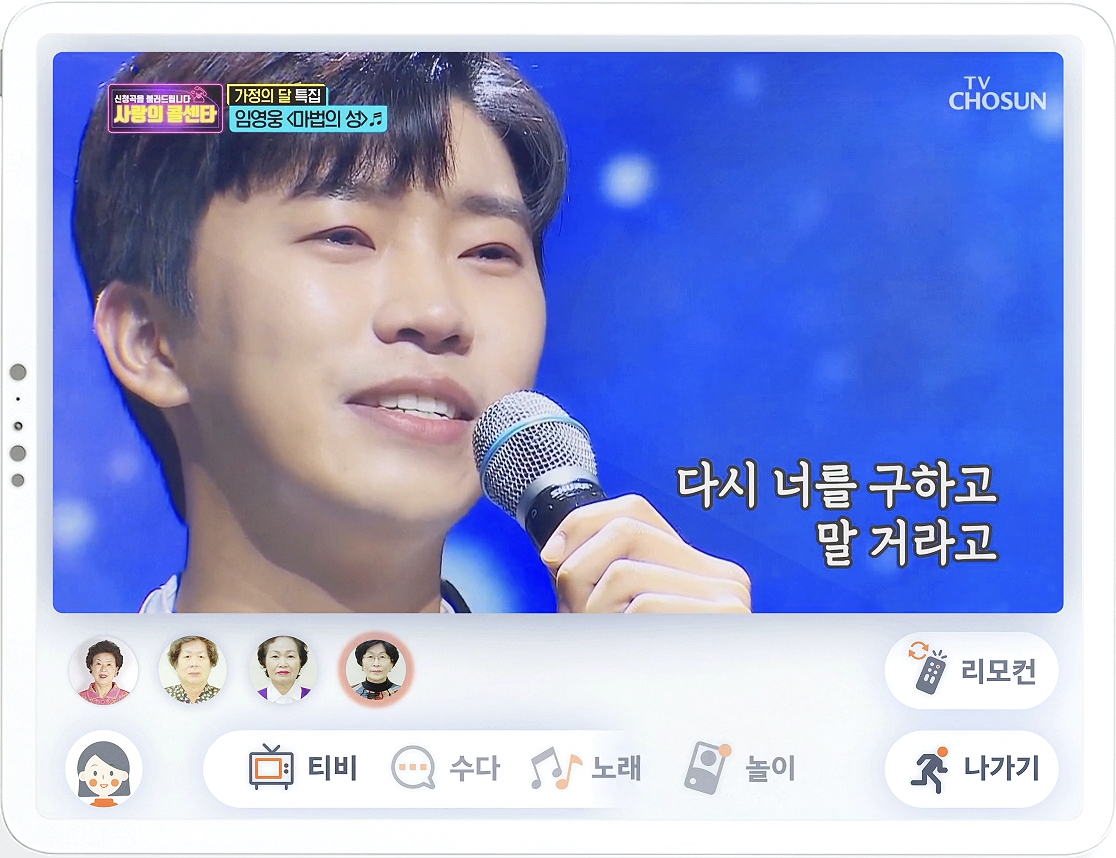 신청곡을 불러드립니다
사랑의 콜센타
가정의 달 특집
임영웅 <마법의 성>♬
TV
CHOSUN
SHURE
다시 너를 구하고
말 거라고
리모컨
티비
수다
노래
놀이
나가기